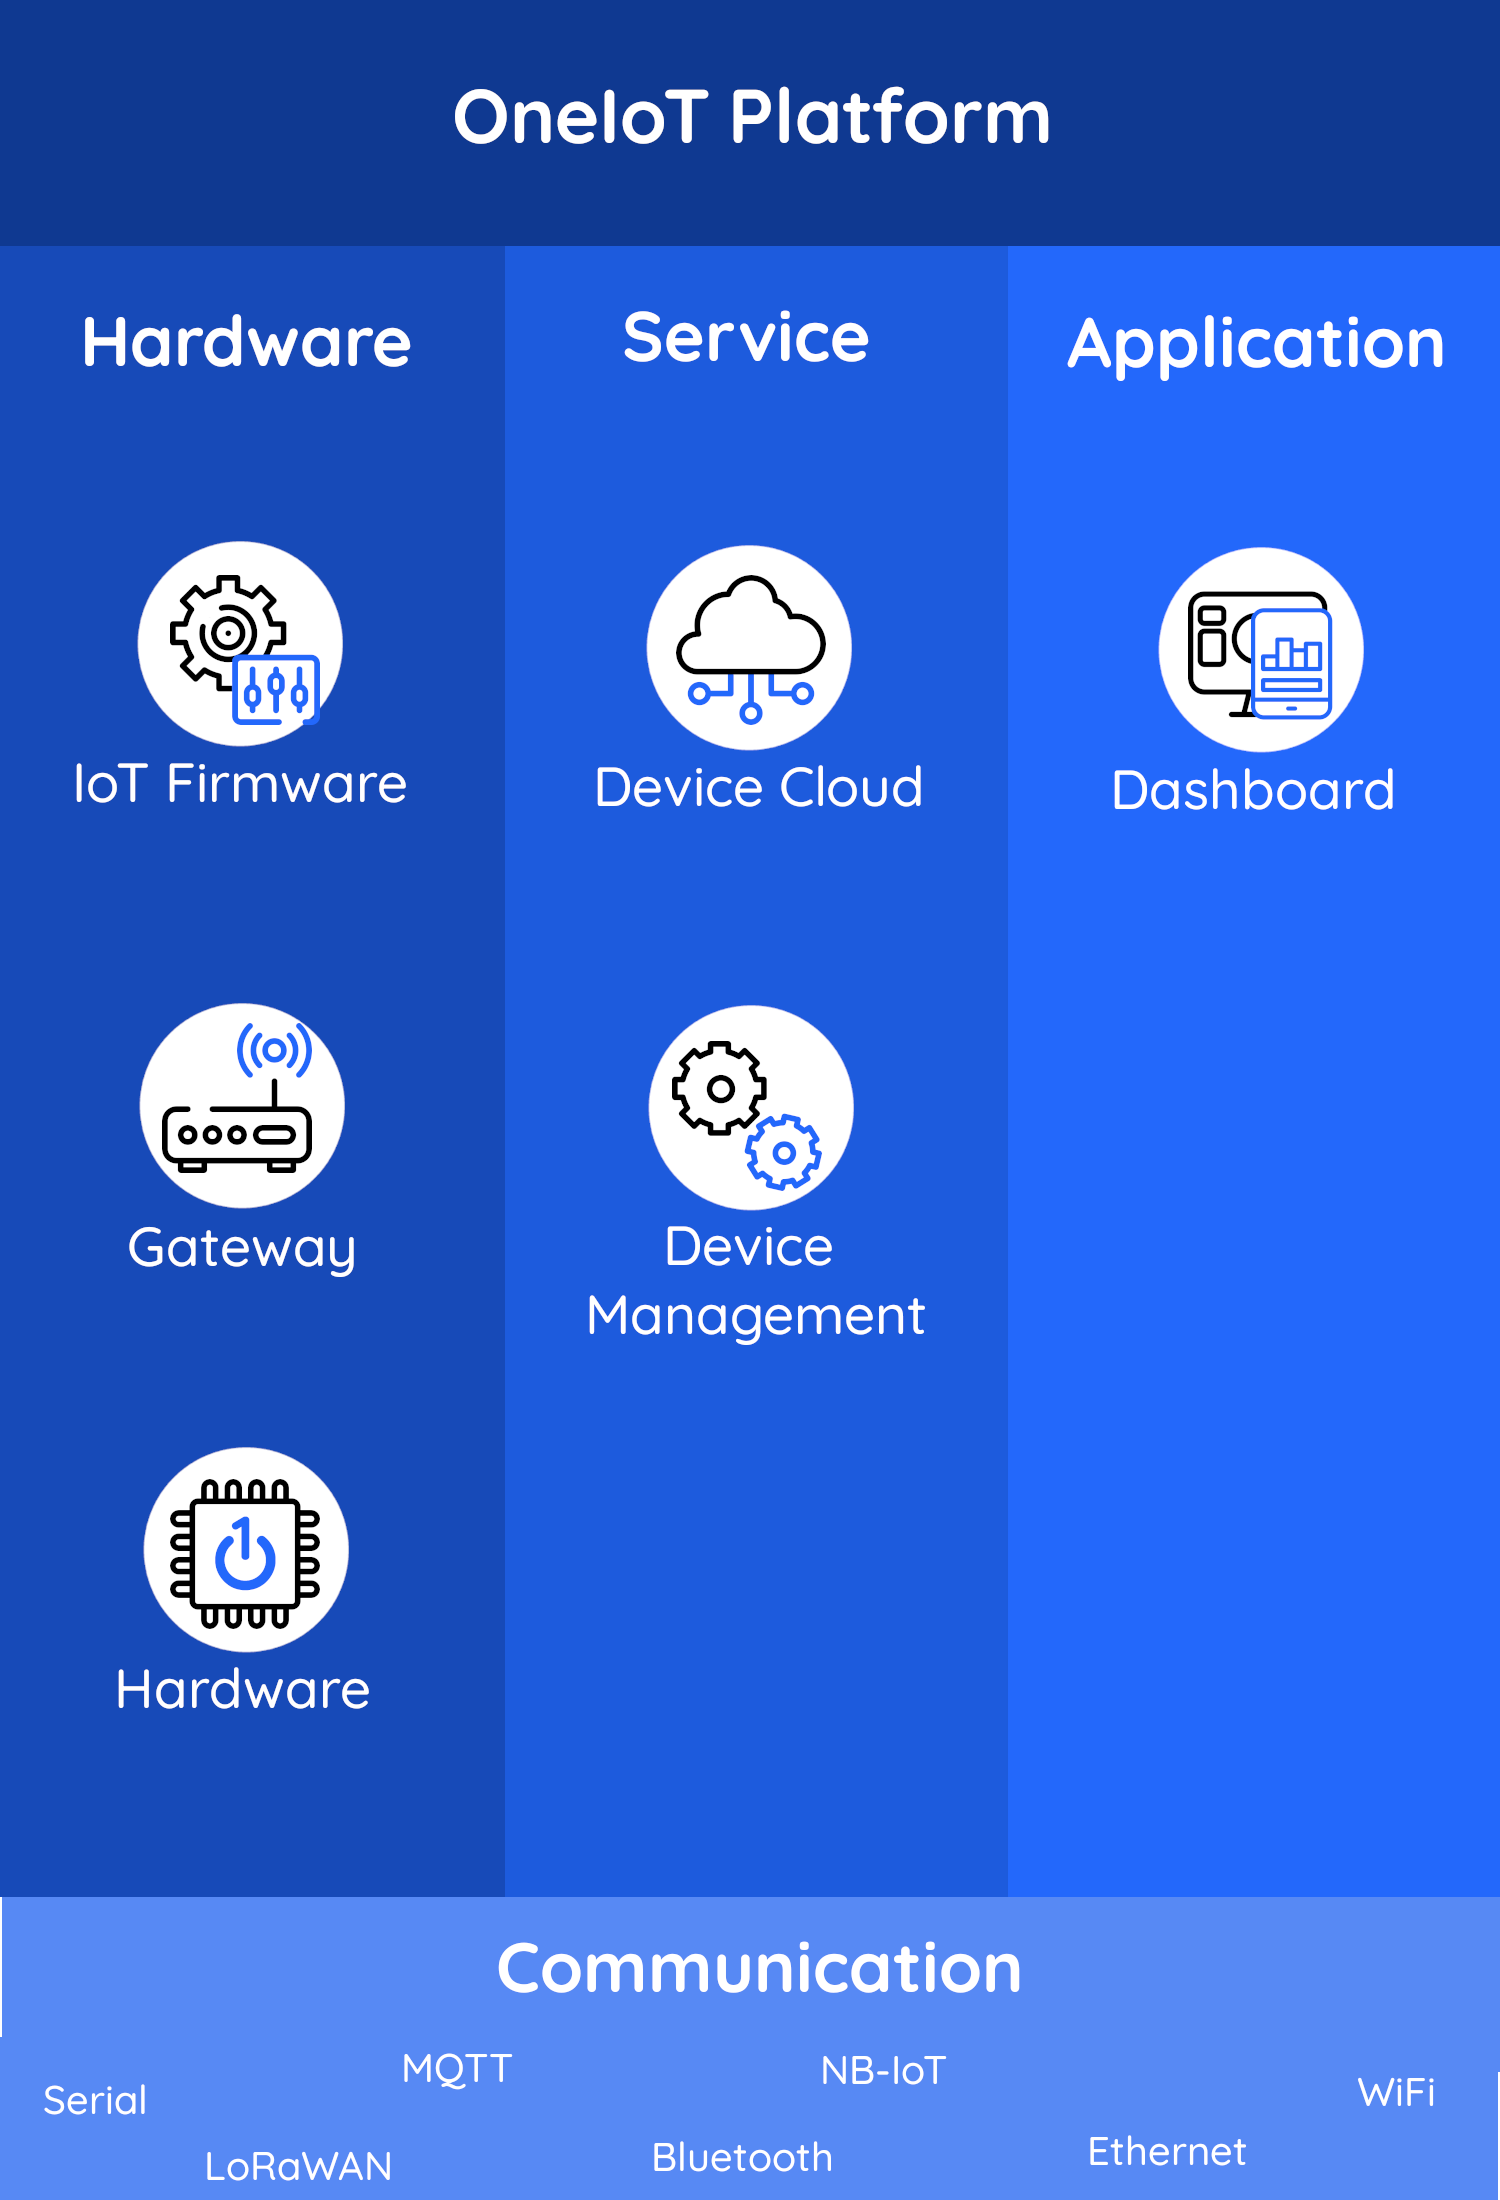 OneIoT Platform
Hardware
Service
Application
IoT Firmware
Device Cloud
Dashboard
Gateway
Device
Management
Hardware
Communication
MQTT
NB-IoT
WiFi
Serial
Ethernet
Bluetooth
LoRaWAN